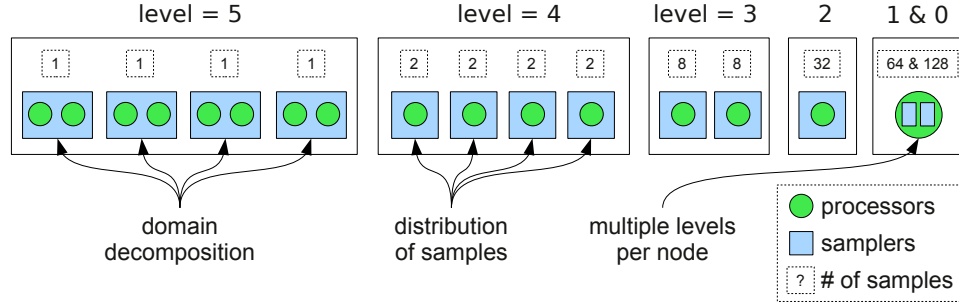 level = 5 level = 4 level = 3 2 1 & 0
1 1 1 1 2 2 2 2 8 8 32 64 & 128
domain decomposition
distribution of samples
multiple levels per node
processors
samplers
? # of samples